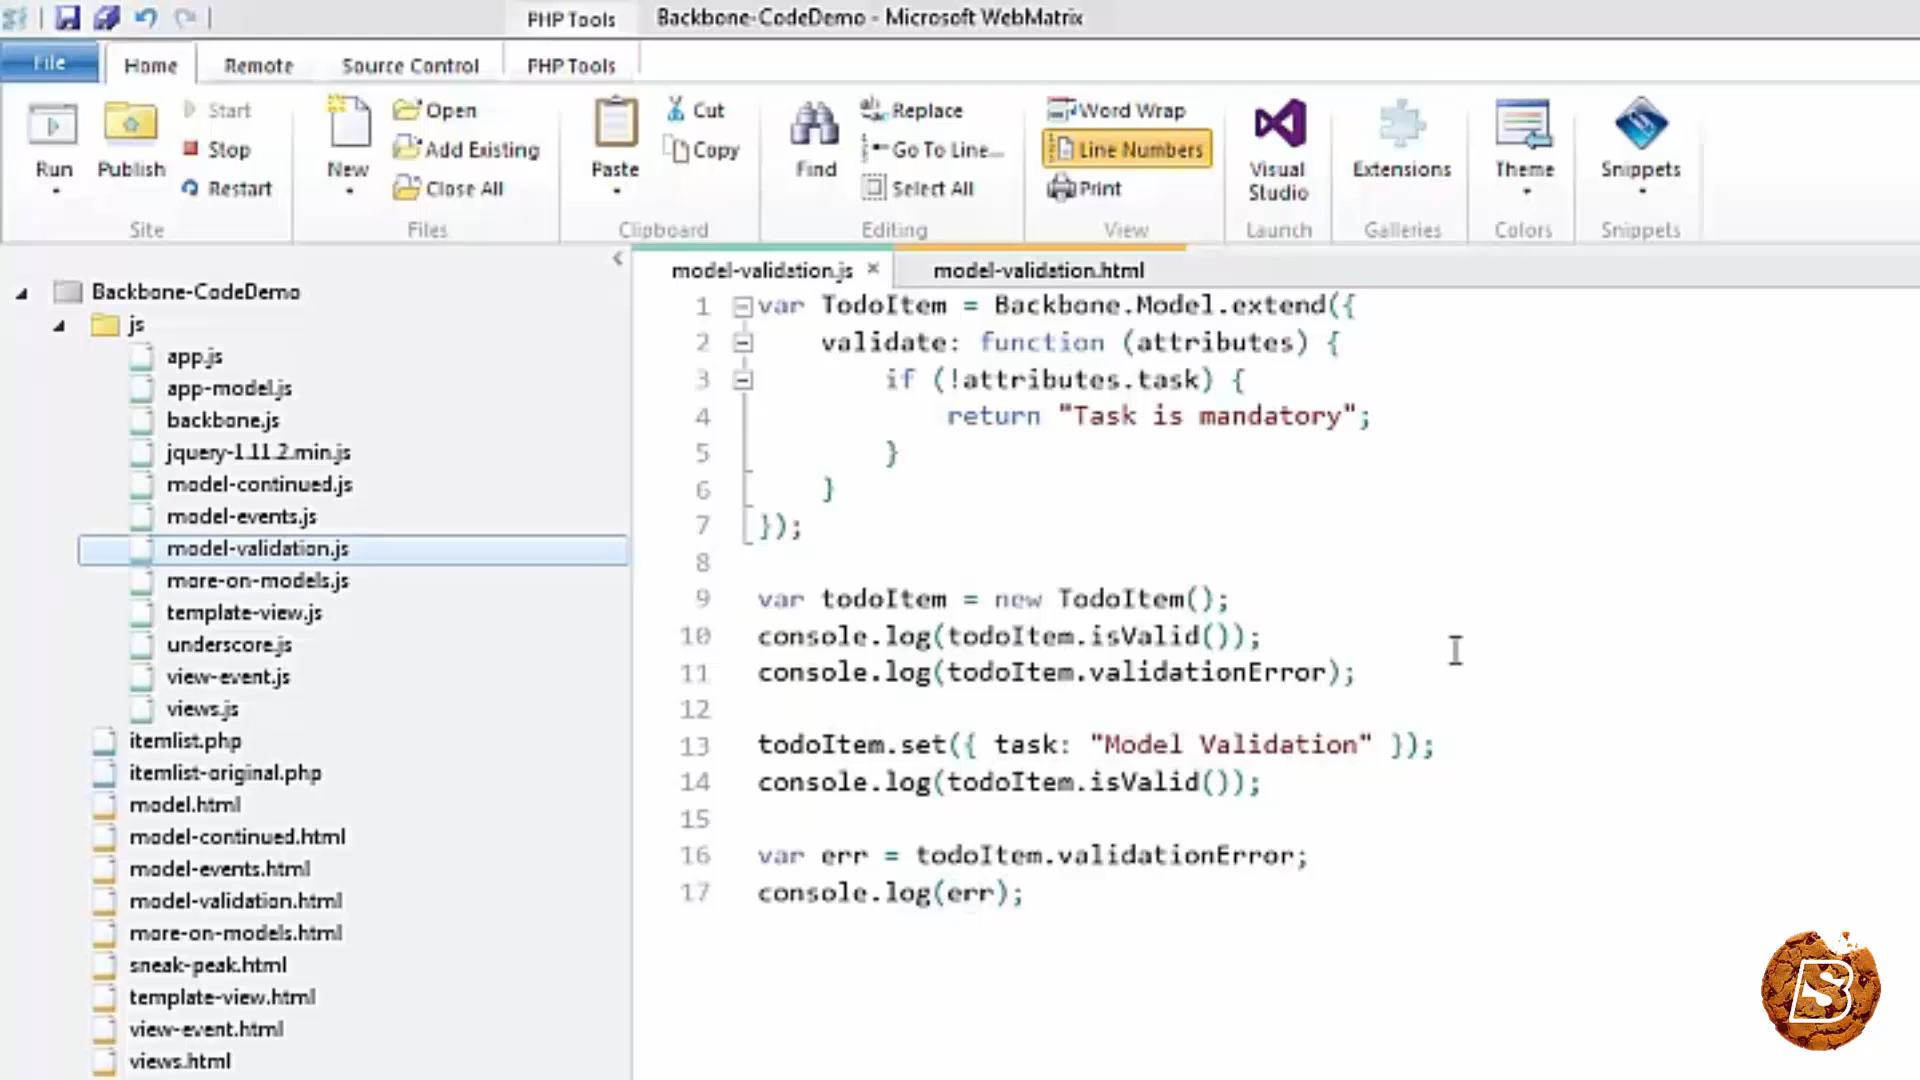 PHP Tools
Backbone-CodeDemo - Microsoft WebMatrix
File
Home
Remote
Source Control
PHP Tools
Run
Publish
Start
Stop
Restart
Site
New
Open
Add Existing
Close All
Files
Paste
Cut
Copy
Clipboard
Find
Replace
Go To Line...
Select All
Editing
Word Wrap
Line Numbers
Print
View
Visual
Studio
Launch
Extensions
Galleries
Theme
Colors
Snippets
Snippets
Backbone-CodeDemo
js
app.js
app-model.js
backbone.js
jquery-1.11.2.min.js
model-continued.js
model-events.js
model-validation.js
more-on-models.js
template-view.js
underscore.js
view-event.js
views.js
itemlist.php
itemlist-original.php
model.html
model-continued.html
model-events.html
model-validation.html
more-on-models.html
sneak-peak.html
template-view.html
view-event.html
views.html
model-validation.js ×
model-validation.html
1 var TodoItem = Backbone.Model.extend({
2 validate: function (attributes) {
3 if (!attributes.task) {
4 return "Task is mandatory";
5 }
6 }
7 });
8
9 var todoItem = new TodoItem();
10 console.log(todoItem.isValid());
11 console.log(todoItem.validationError);
12
13 todoItem.set({ task: "Model Validation" });
14 console.log(todoItem.isValid());
15
16 var err = todoItem.validationError;
17 console.log(err);
BS